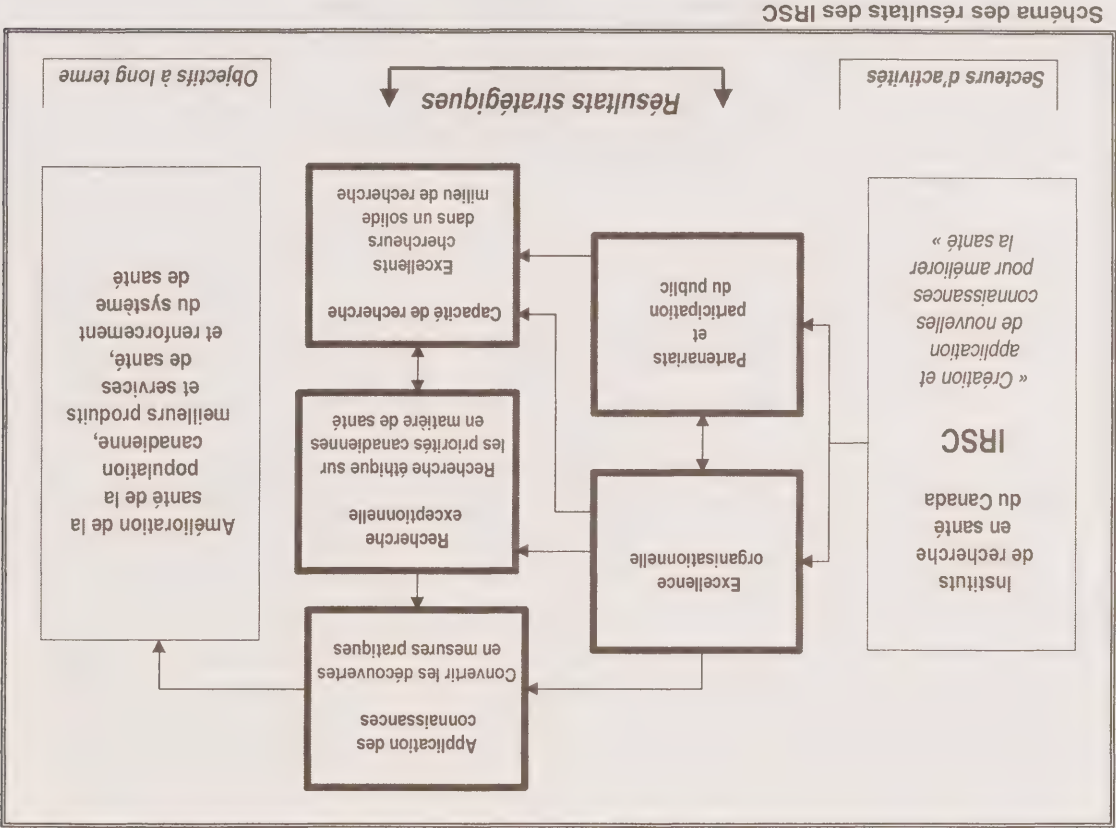 Schéma des résultats des IRSC
Secteurs d'activités
Résultats stratégiques
Objectifs à long terme
Instituts
de recherche
en santé
du Canada
IRSC
« Création et
application
de nouvelles
connaissances
pour améliorer
la santé »
Partenariats
et
participation
du public
Excellence
organisationnelle
Capacité de recherche
Excellents
chercheurs
dans un solide
milieu de recherche
Recherche
exceptionnelle
Recherche éthique sur
les priorités canadiennes
en matière de santé
Application des
connaissances
Convertir les découvertes
en mesures pratiques
Amélioration de la
santé de la
population
canadienne,
meilleurs produits
et services
de santé,
et renforcement
du système
de santé